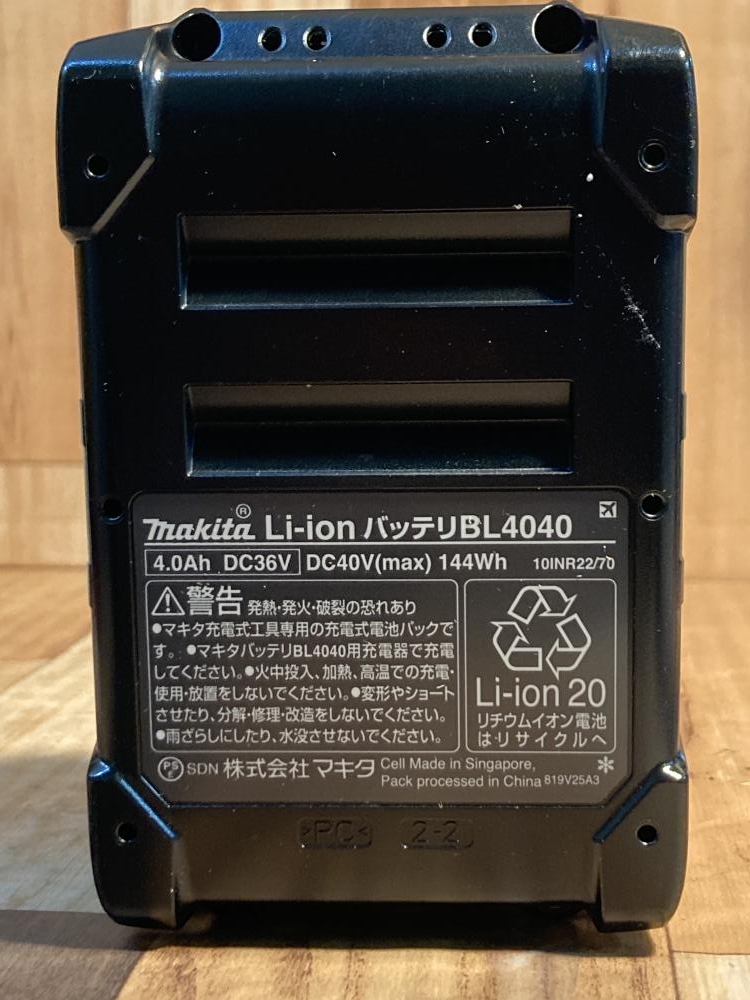 makita® Li-ion バッテリBL4040
4.0Ah DC36V DC40V(max) 144Wh 10INR22/70
警告 発熱・発火・破裂の恐れあり
●マキタ充電式工具専用の充電式電池パックで
す。●マキタバッテリBL4040用充電器で充電
してください。●火中投入、加熱、高温での充電・
使用・放置をしないでください。●変形やショート
させたり、分解・修理・改造をしないでください。
●雨ざらしにしたり、水没させないでください。
Li-ion 20
リチウムイオン電池
はリサイクルへ
PS E SDN 株式会社マキタ
Cell Made in Singapore,
Pack processed in China 819V25A3
>PC< 2-2